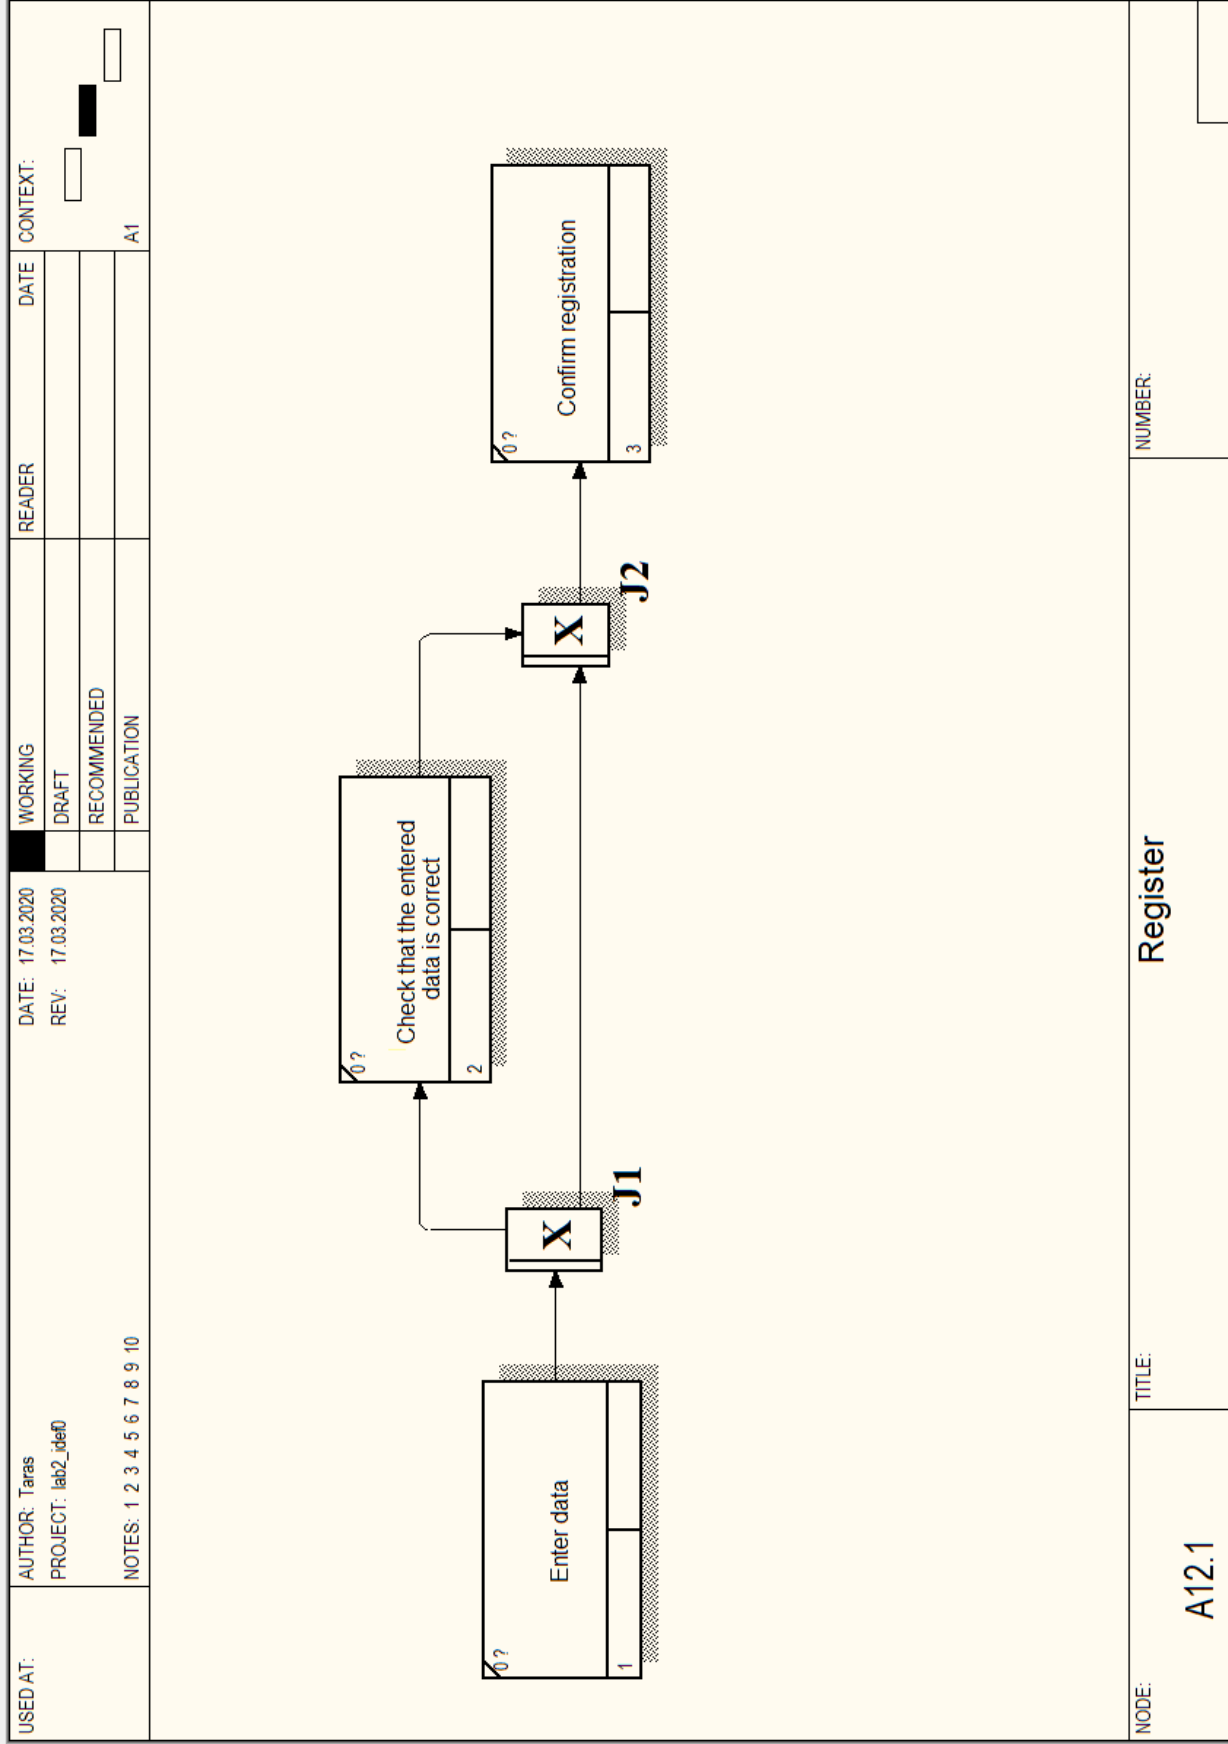 USED AT:
AUTHOR: Taras
DATE: 17.03.2020
WORKING
READER
DATE
CONTEXT:
PROJECT: lab2_idef0
REV: 17.03.2020
DRAFT
RECOMMENDED
NOTES: 1 2 3 4 5 6 7 8 9 10
PUBLICATION
A1
0 ?
Check that the entered
data is correct
2
0 ?
Enter data
1
X
J1
X
J2
0 ?
Confirm registration
3
NODE:
TITLE:
NUMBER:
A12.1
Register